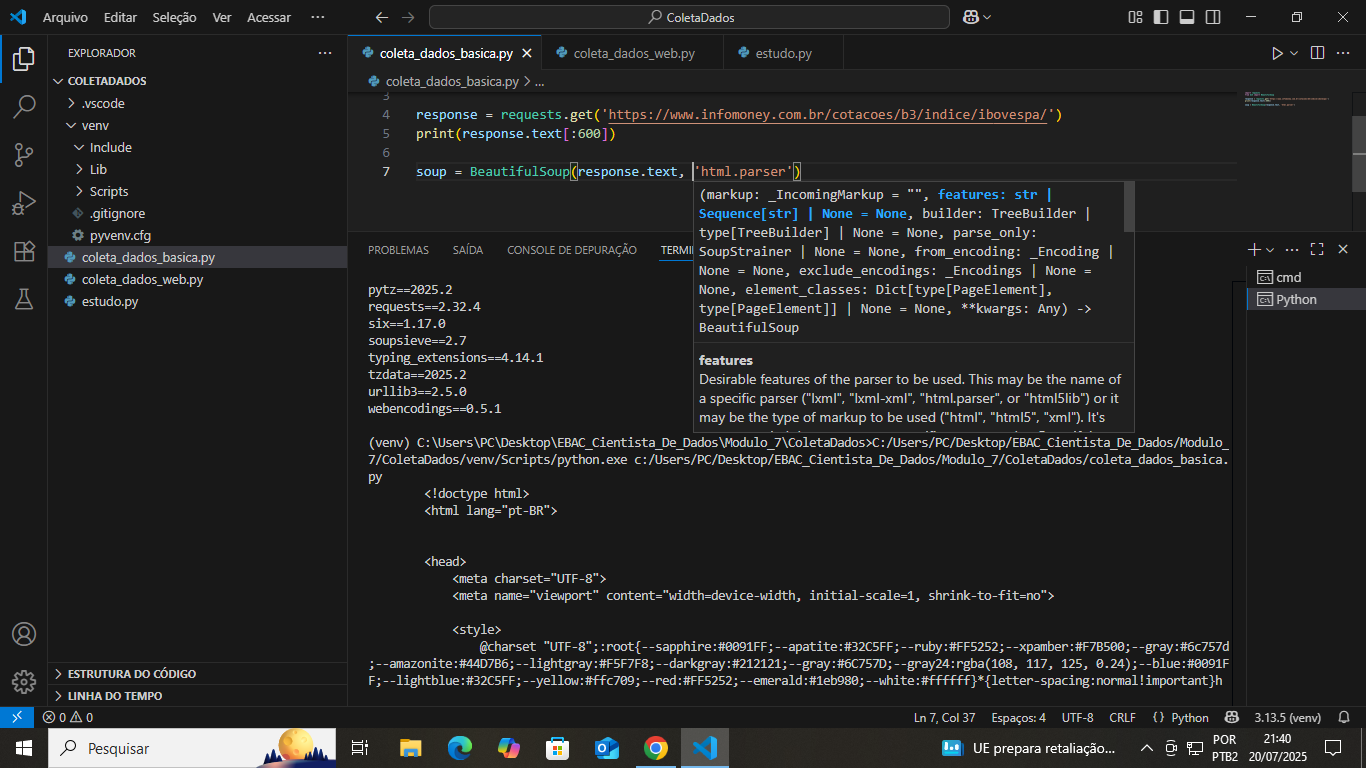 Arquivo Editar Seleção Ver Acessar ···
ColetaDados
EXPLORADOR ···
COLETADADOS
.vscode
venv
Include
Lib
Scripts
.gitignore
pyvenv.cfg
coleta_dados_basica.py
coleta_dados_web.py
estudo.py
ESTRUTURA DO CÓDIGO
LINHA DO TEMPO
coleta_dados_basica.py coleta_dados_web.py estudo.py
coleta_dados_basica.py > ...
3
4 response = requests.get('https://www.infomoney.com.br/cotacoes/b3/indice/ibovespa/')
5 print(response.text[:600])
6
7 soup = BeautifulSoup(response.text, 'html.parser')
(markup: _IncomingMarkup = "", features: str |
Sequence[str] | None = None, builder: TreeBuilder |
type[TreeBuilder] | None = None, parse_only:
SoupStrainer | None = None, from_encoding: _Encoding |
None = None, exclude_encodings: _Encodings | None =
None, element_classes: Dict[type[PageElement],
type[PageElement]] | None = None, **kwargs: Any) ->
BeautifulSoup
features
Desirable features of the parser to be used. This may be the name of
a specific parser ("lxml", "lxml-xml", "html.parser", or "html5lib") or it
may be the type of markup to be used ("html", "html5", "xml"). It's
PROBLEMAS SAÍDA CONSOLE DE DEPURAÇÃO TERMI
cmd
Python
pytz==2025.2
requests==2.32.4
six==1.17.0
soupsieve==2.7
typing_extensions==4.14.1
tzdata==2025.2
urllib3==2.5.0
webencodings==0.5.1
(venv) C:\Users\PC\Desktop\EBAC_Cientista_De_Dados\Modulo_7\ColetaDados>C:/Users/PC/Desktop/EBAC_Cientista_De_Dados/Modulo_
7/ColetaDados/venv/Scripts/python.exe c:/Users/PC/Desktop/EBAC_Cientista_De_Dados/Modulo_7/ColetaDados/coleta_dados_basica.
py
<!doctype html>
<html lang="pt-BR">
<head>
<meta charset="UTF-8">
<meta name="viewport" content="width=device-width, initial-scale=1, shrink-to-fit=no">
<style>
@charset "UTF-8";:root{--sapphire:#0091FF;--apatite:#32C5FF;--ruby:#FF5252;--xpamber:#F7B500;--gray:#6c757d
;--amazonite:#44D7B6;--lightgray:#F5F7F8;--darkgray:#212121;--gray:#6C757D;--gray24:rgba(108, 117, 125, 0.24);--blue:#0091F
F;--lightblue:#32C5FF;--yellow:#ffc709;--red:#FF5252;--emerald:#1eb980;--white:#ffffff}*{letter-spacing:normal!important}h
0 0 Ln 7, Col 37 Espaços: 4 UTF-8 CRLF {} Python 3.13.5 (venv)
Pesquisar
UE prepara retaliação...
POR
PTB2
21:40
20/07/2025